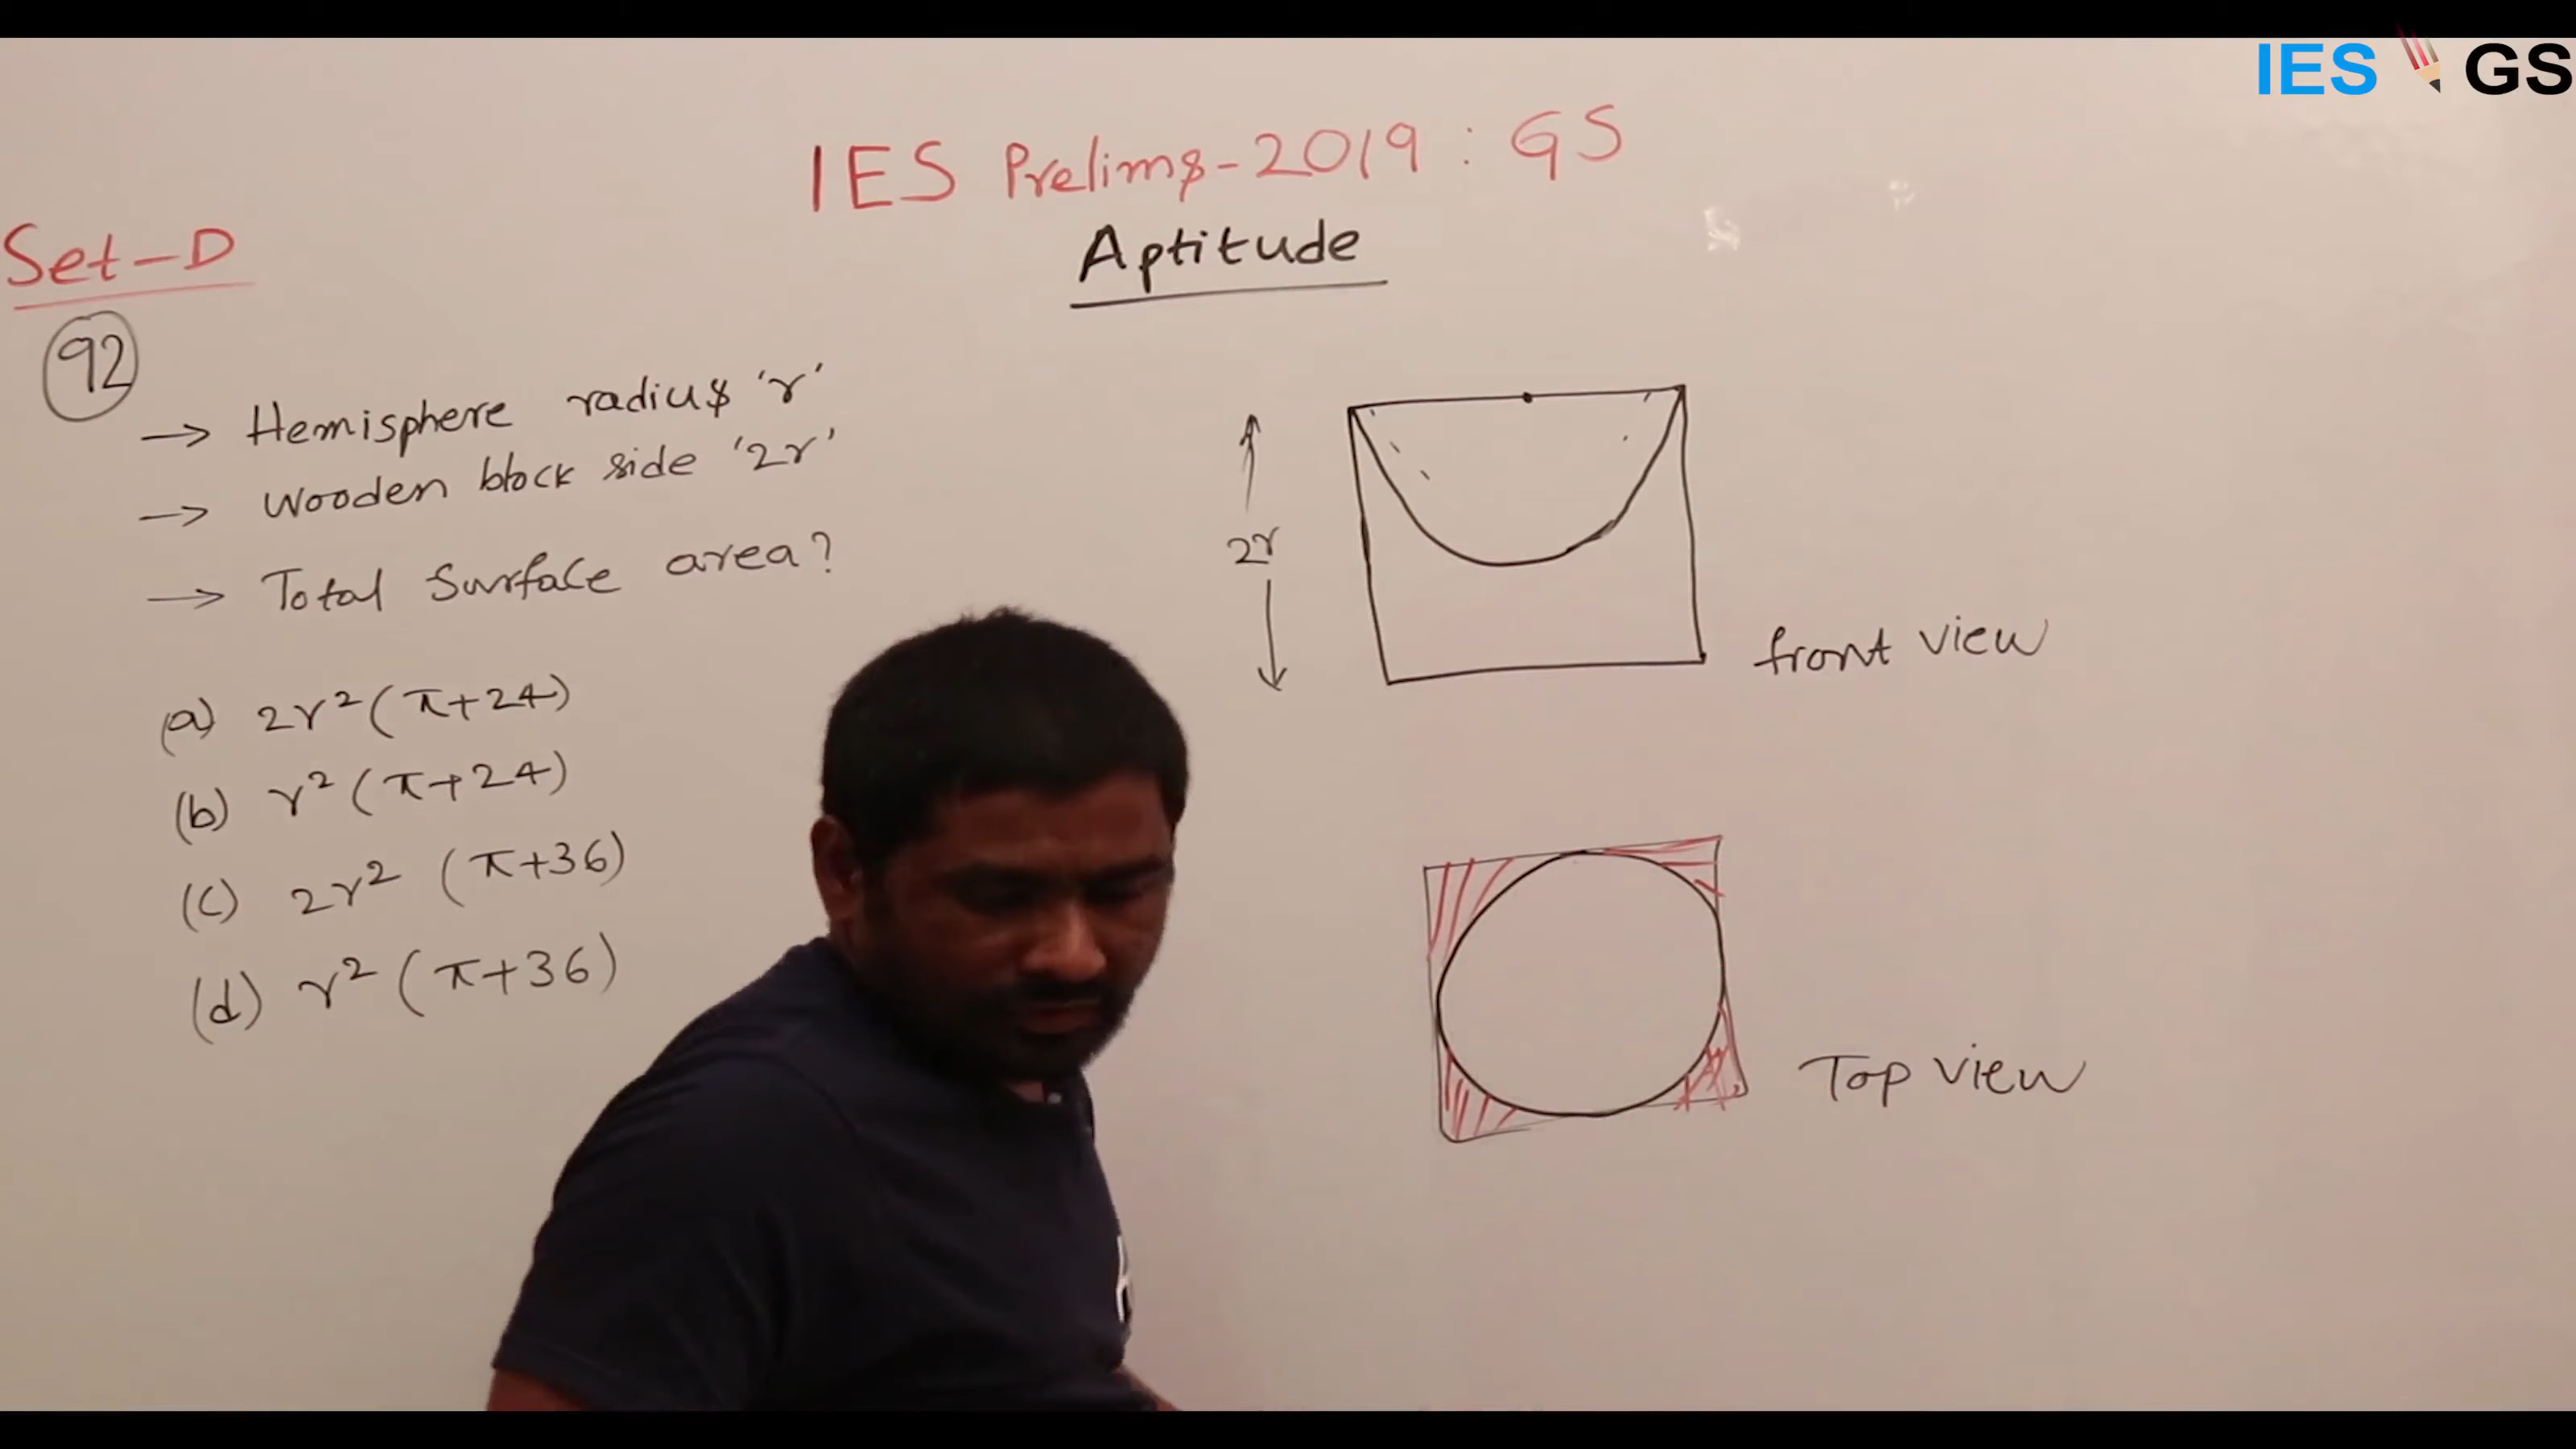 IES GS
IES Prelims-2019 : GS
Aptitude
Set-D
92
→ Hemisphere radius 'r'
→ Wooden block side '2r'
→ Total Surface area?
(a) 2r²(π+24)
(b) r²(π+24)
(c) 2r² (π+36)
(d) r²(π+36)
2r
front view
Top view